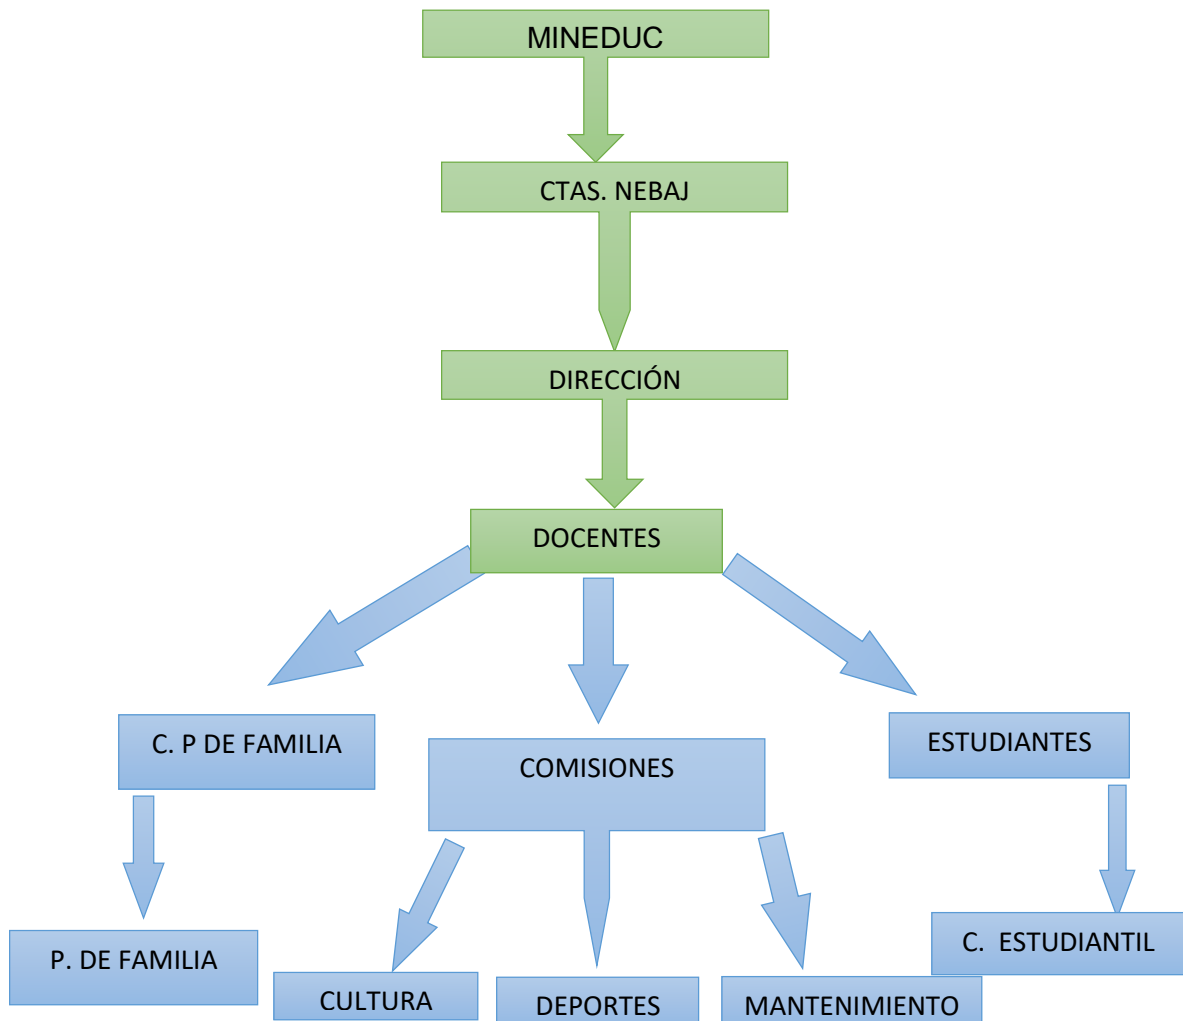 MINEDUC
CTAS. NEBAJ
DIRECCIÓN
DOCENTES
C. P DE FAMILIA
COMISIONES
ESTUDIANTES
P. DE FAMILIA
CULTURA
DEPORTES
MANTENIMIENTO
C. ESTUDIANTIL